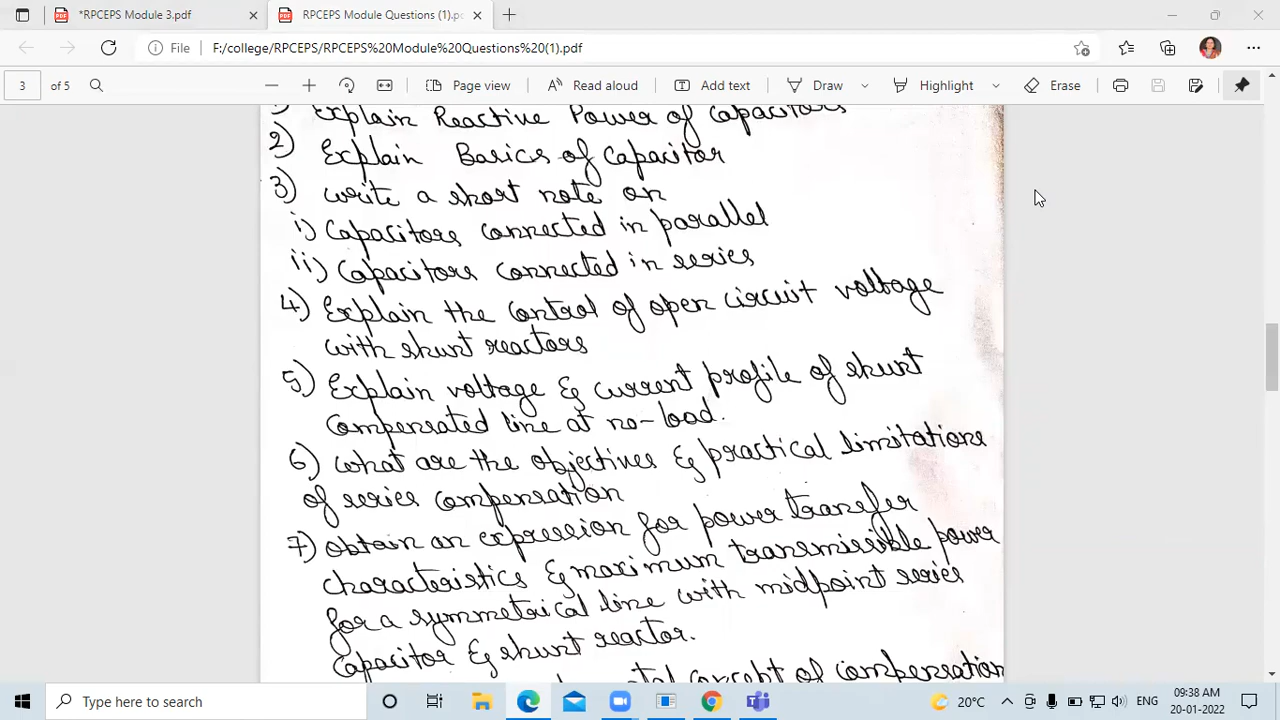 *RPCEPS Module 3.pdf
RPCEPS Module Questions (1).p
File F:/college/RPCEPS/RPCEPS%20Module%20Questions%20(1).pdf
3 of 5 Page view Read aloud Add text Draw Highlight Erase
Explain Reactive Power of Capacitors
2) Explain Basics of Capacitor
3) write a short note on
i) Capacitors connected in parallel
ii) Capacitors connected in series
4) Explain the control of open circuit voltage
with shunt reactors
5) Explain voltage & current profile of shunt
compensated line at no-load.
6) what are the objectives & practical limitations
of series compensation
7) obtain an expression for power transfer
characteristics & maximum transmissible power
for a symmetrical line with midpoint series
capacitor & shunt reactor.
concept of compensation
Type here to search
20°C ENG
09:38 AM
20-01-2022